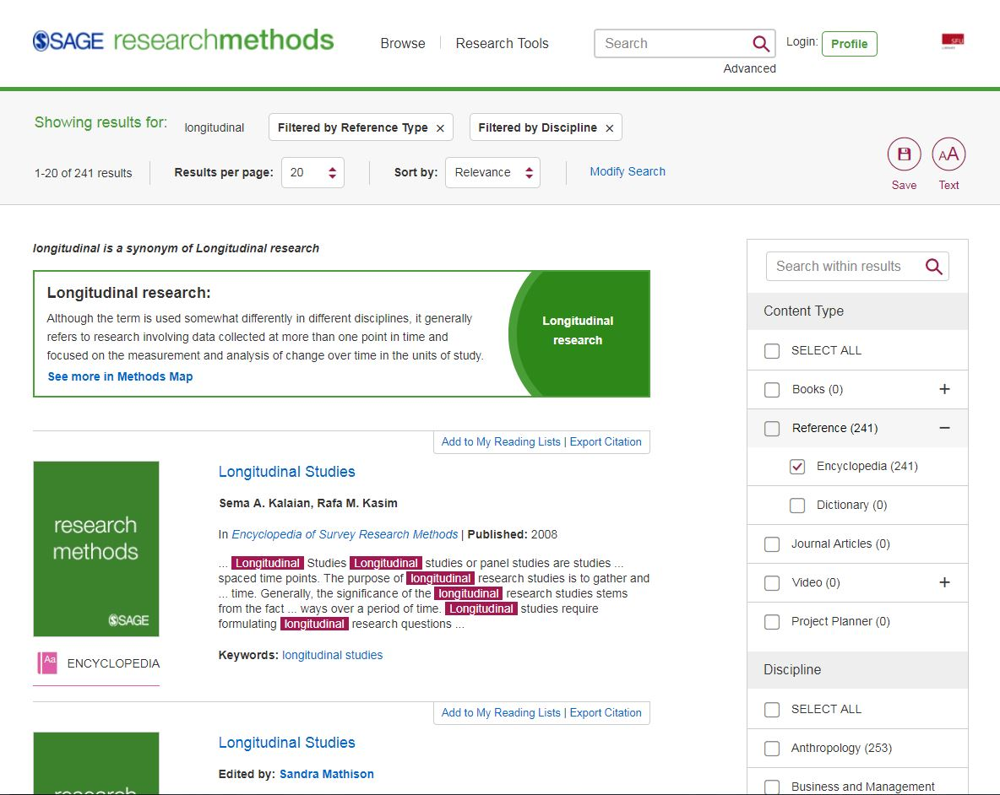 SAGE researchmethods
Browse
Research Tools
Search
Login:
Profile
SFU
Advanced
Showing results for:
longitudinal
Filtered by Reference Type ×
Filtered by Discipline ×
1-20 of 241 results
Results per page:
20
Sort by:
Relevance
Modify Search
AA
Save
Text
longitudinal is a synonym of Longitudinal research
Longitudinal research:
Although the term is used somewhat differently in different disciplines, it generally
refers to research involving data collected at more than one point in time and
focused on the measurement and analysis of change over time in the units of study.
See more in Methods Map
Longitudinal
research
Add to My Reading Lists | Export Citation
research
methods
SAGE
Aa
ENCYCLOPEDIA
Longitudinal Studies
Sema A. Kalaian, Rafa M. Kasim
In Encyclopedia of Survey Research Methods | Published: 2008
... Longitudinal Studies Longitudinal studies or panel studies are studies ...
spaced time points. The purpose of longitudinal research studies is to gather and
... time. Generally, the significance of the longitudinal research studies stems
from the fact ... ways over a period of time. Longitudinal studies require
formulating longitudinal research questions ...
Keywords: longitudinal studies
Add to My Reading Lists | Export Citation
research
Longitudinal Studies
Edited by: Sandra Mathison
Search within results
Content Type
SELECT ALL
Books (0) +
Reference (241) −
Encyclopedia (241)
Dictionary (0)
Journal Articles (0)
Video (0) +
Project Planner (0)
Discipline
SELECT ALL
Anthropology (253)
Business and Management